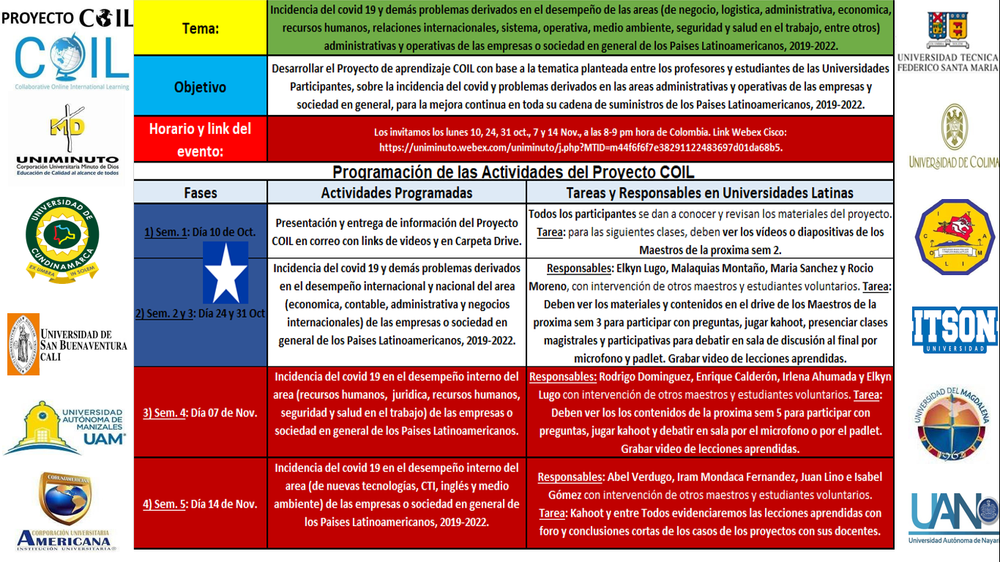 PROYECTO COIL
COIL
Collaborative Online International Learning
MD
UNIMINUTO
Corporación Universitaria Minuto de Dios
Educación de Calidad al alcance de todos
UNIVERSIDAD DE
CUNDINAMARCA
EX UMBRA IN SOLEM
UNIVERSIDAD DE
SAN BUENAVENTURA
CALI
UNIVERSIDAD
AUTÓNOMA DE
MANIZALES
UAM
CORUNIAMERICANA
CORPORACIÓN UNIVERSITARIA
AMERICANA
INSTITUCIÓN UNIVERSITARIA
Tema:
Incidencia del covid 19 y demás problemas derivados en el desempeño de las areas (de negocio, logistica, administrativa, economica,
recursos humanos, relaciones internacionales, sistema, operativa, medio ambiente, seguridad y salud en el trabajo, entre otros)
administrativas y operativas de las empresas o sociedad en general de los Paises Latinoamericanos, 2019-2022.
Objetivo
Desarrollar el Proyecto de aprendizaje COIL con base a la tematica planteada entre los profesores y estudiantes de las Universidades
Participantes, sobre la incidencia del covid y problemas derivados en las areas administrativas y operativas de las empresas y
sociedad en general, para la mejora continua en toda su cadena de suministros de los Paises Latinoamericanos, 2019-2022.
Horario y link del
evento:
Los invitamos los lunes 10, 24, 31 oct., 7 y 14 Nov., a las 8-9 pm hora de Colombia. Link Webex Cisco:
https://uniminuto.webex.com/uniminuto/j.php?MTID=m44f6f6f7e38291122483697d01da68b5.
Programación de las Actividades del Proyecto COIL
Fases
Actividades Programadas
Tareas y Responsables en Universidades Latinas
1) Sem. 1: Día 10 de Oct.
Presentación y entrega de información del Proyecto
COIL en correo con links de videos y en Carpeta Drive.
Todos los participantes se dan a conocer y revisan los materiales del proyecto.
Tarea: para las siguientes clases, deben ver los vídeos o diapositivas de los
Maestros de la proxima sem 2.
2) Sem. 2 y 3: Día 24 y 31 Oct
Incidencia del covid 19 y demás problemas derivados
en el desempeño internacional y nacional del area
(economica, contable, administrativa y negocios
internacionales) de las empresas o sociedad en
general de los Paises Latinoamericanos, 2019-2022.
Responsables: Elkyn Lugo, Malaquias Montaño, Maria Sanchez y Rocio
Moreno, con intervención de otros maestros y estudiantes voluntarios. Tarea:
Deben ver los materiales y contenidos en el drive de los Maestros de la
proxima sem 3 para participar con preguntas, jugar kahoot, presenciar clases
magistrales y participativas para debatir en sala de discusión al final por
microfono y padlet. Grabar video de lecciones aprendidas.
3) Sem. 4: Día 07 de Nov.
Incidencia del covid 19 en el desempeño interno del
area (recursos humanos, juridica, recursos humanos,
seguridad y salud en el trabajo) de las empresas o
sociedad en general de los Paises Latinoamericanos.
Responsables: Rodrigo Dominguez, Enrique Calderón, Irlena Ahumada y Elkyn
Lugo con intervención de otros maestros y estudiantes voluntarios. Tarea:
Deben ver los los contenidos de la proxima sem 5 para participar con
preguntas, jugar kahoot y debatir en sala por el microfono o por el padlet.
Grabar video de lecciones aprendidas.
4) Sem. 5: Día 14 de Nov.
Incidencia del covid 19 en el desempeño interno del
area (de nuevas tecnologías, CTI, inglés y medio
ambiente) de las empresas o sociedad en general de
los Paises Latinoamericanos, 2019-2022.
Responsables: Abel Verdugo, Iram Mondaca Fernandez, Juan Lino e Isabel
Gómez con intervención de otros maestros y estudiantes voluntarios.
Tarea: Kahoot y entre Todos evidenciaremos las lecciones aprendidas con
foro y conclusiones cortas de los casos de los proyectos con sus docentes.
UNIVERSIDAD TECNICA
FEDERICO SANTA MARIA
UNIVERSIDAD DE COLIMA
ITCA
COLI
ITSON
UNIVERSIDAD
UNIVERSIDAD DEL MAGDALENA
1962
UAN
Universidad Autónoma de Nayari